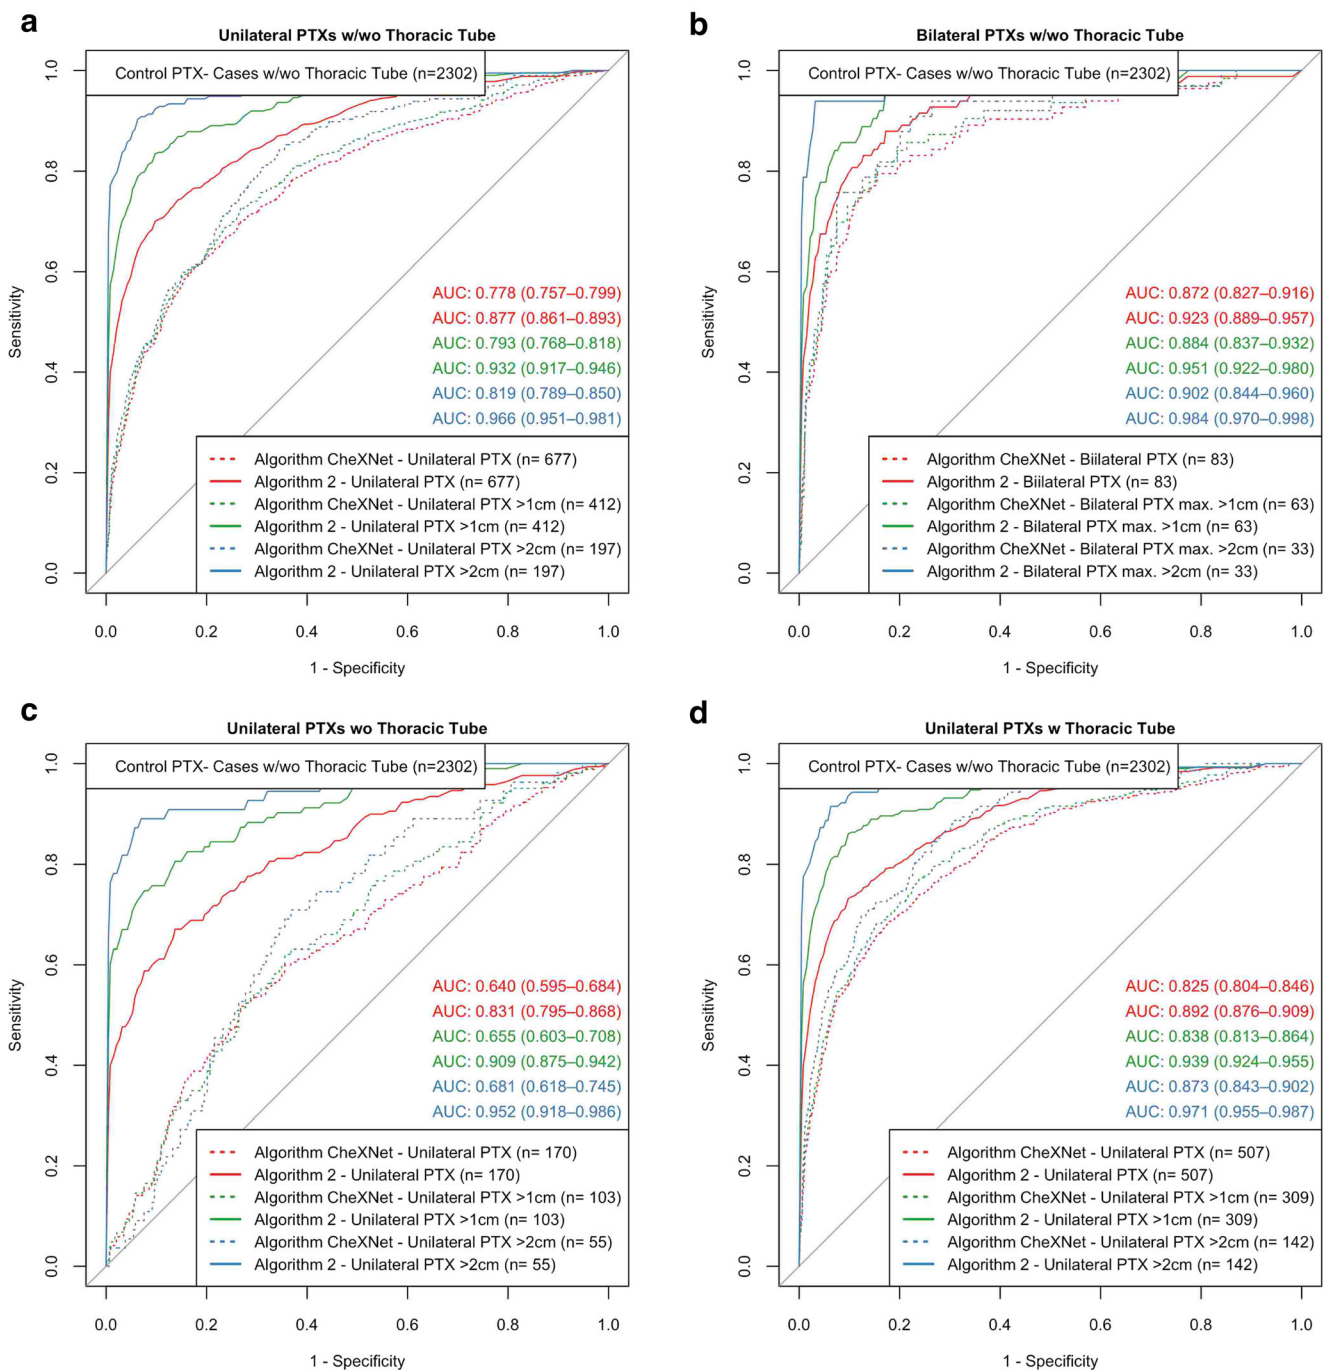 a
Unilateral PTXs w/wo Thoracic Tube
Control PTX- Cases w/wo Thoracic Tube (n=2302)
1.0
0.8
0.6
0.4
0.2
0.0
Sensitivity
AUC: 0.778 (0.757–0.799)
AUC: 0.877 (0.861–0.893)
AUC: 0.793 (0.768–0.818)
AUC: 0.932 (0.917–0.946)
AUC: 0.819 (0.789–0.850)
AUC: 0.966 (0.951–0.981)
Algorithm CheXNet - Unilateral PTX (n= 677)
Algorithm 2 - Unilateral PTX (n= 677)
Algorithm CheXNet - Unilateral PTX >1cm (n= 412)
Algorithm 2 - Unilateral PTX >1cm (n= 412)
Algorithm CheXNet - Unilateral PTX >2cm (n= 197)
Algorithm 2 - Unilateral PTX >2cm (n= 197)
0.0 0.2 0.4 0.6 0.8 1.0
1 - Specificity
b
Bilateral PTXs w/wo Thoracic Tube
Control PTX- Cases w/wo Thoracic Tube (n=2302)
1.0
0.8
0.6
0.4
0.2
0.0
Sensitivity
AUC: 0.872 (0.827–0.916)
AUC: 0.923 (0.889–0.957)
AUC: 0.884 (0.837–0.932)
AUC: 0.951 (0.922–0.980)
AUC: 0.902 (0.844–0.960)
AUC: 0.984 (0.970–0.998)
Algorithm CheXNet - Biilateral PTX (n= 83)
Algorithm 2 - Biilateral PTX (n= 83)
Algorithm CheXNet - Bilateral PTX max. >1cm (n= 63)
Algorithm 2 - Bilateral PTX max. >1cm (n= 63)
Algorithm CheXNet - Bilateral PTX max. >2cm (n= 33)
Algorithm 2 - Bilateral PTX max. >2cm (n= 33)
0.0 0.2 0.4 0.6 0.8 1.0
1 - Specificity
c
Unilateral PTXs wo Thoracic Tube
Control PTX- Cases w/wo Thoracic Tube (n=2302)
1.0
0.8
0.6
0.4
0.2
0.0
Sensitivity
AUC: 0.640 (0.595–0.684)
AUC: 0.831 (0.795–0.868)
AUC: 0.655 (0.603–0.708)
AUC: 0.909 (0.875–0.942)
AUC: 0.681 (0.618–0.745)
AUC: 0.952 (0.918–0.986)
Algorithm CheXNet - Unilateral PTX (n= 170)
Algorithm 2 - Unilateral PTX (n= 170)
Algorithm CheXNet - Unilateral PTX >1cm (n= 103)
Algorithm 2 - Unilateral PTX >1cm (n= 103)
Algorithm CheXNet - Unilateral PTX >2cm (n= 55)
Algorithm 2 - Unilateral PTX >2cm (n= 55)
0.0 0.2 0.4 0.6 0.8 1.0
1 - Specificity
d
Unilateral PTXs w Thoracic Tube
Control PTX- Cases w/wo Thoracic Tube (n=2302)
1.0
0.8
0.6
0.4
0.2
0.0
Sensitivity
AUC: 0.825 (0.804–0.846)
AUC: 0.892 (0.876–0.909)
AUC: 0.838 (0.813–0.864)
AUC: 0.939 (0.924–0.955)
AUC: 0.873 (0.843–0.902)
AUC: 0.971 (0.955–0.987)
Algorithm CheXNet - Unilateral PTX (n= 507)
Algorithm 2 - Unilateral PTX (n= 507)
Algorithm CheXNet - Unilateral PTX >1cm (n= 309)
Algorithm 2 - Unilateral PTX >1cm (n= 309)
Algorithm CheXNet - Unilateral PTX >2cm (n= 142)
Algorithm 2 - Unilateral PTX >2cm (n= 142)
0.0 0.2 0.4 0.6 0.8 1.0
1 - Specificity